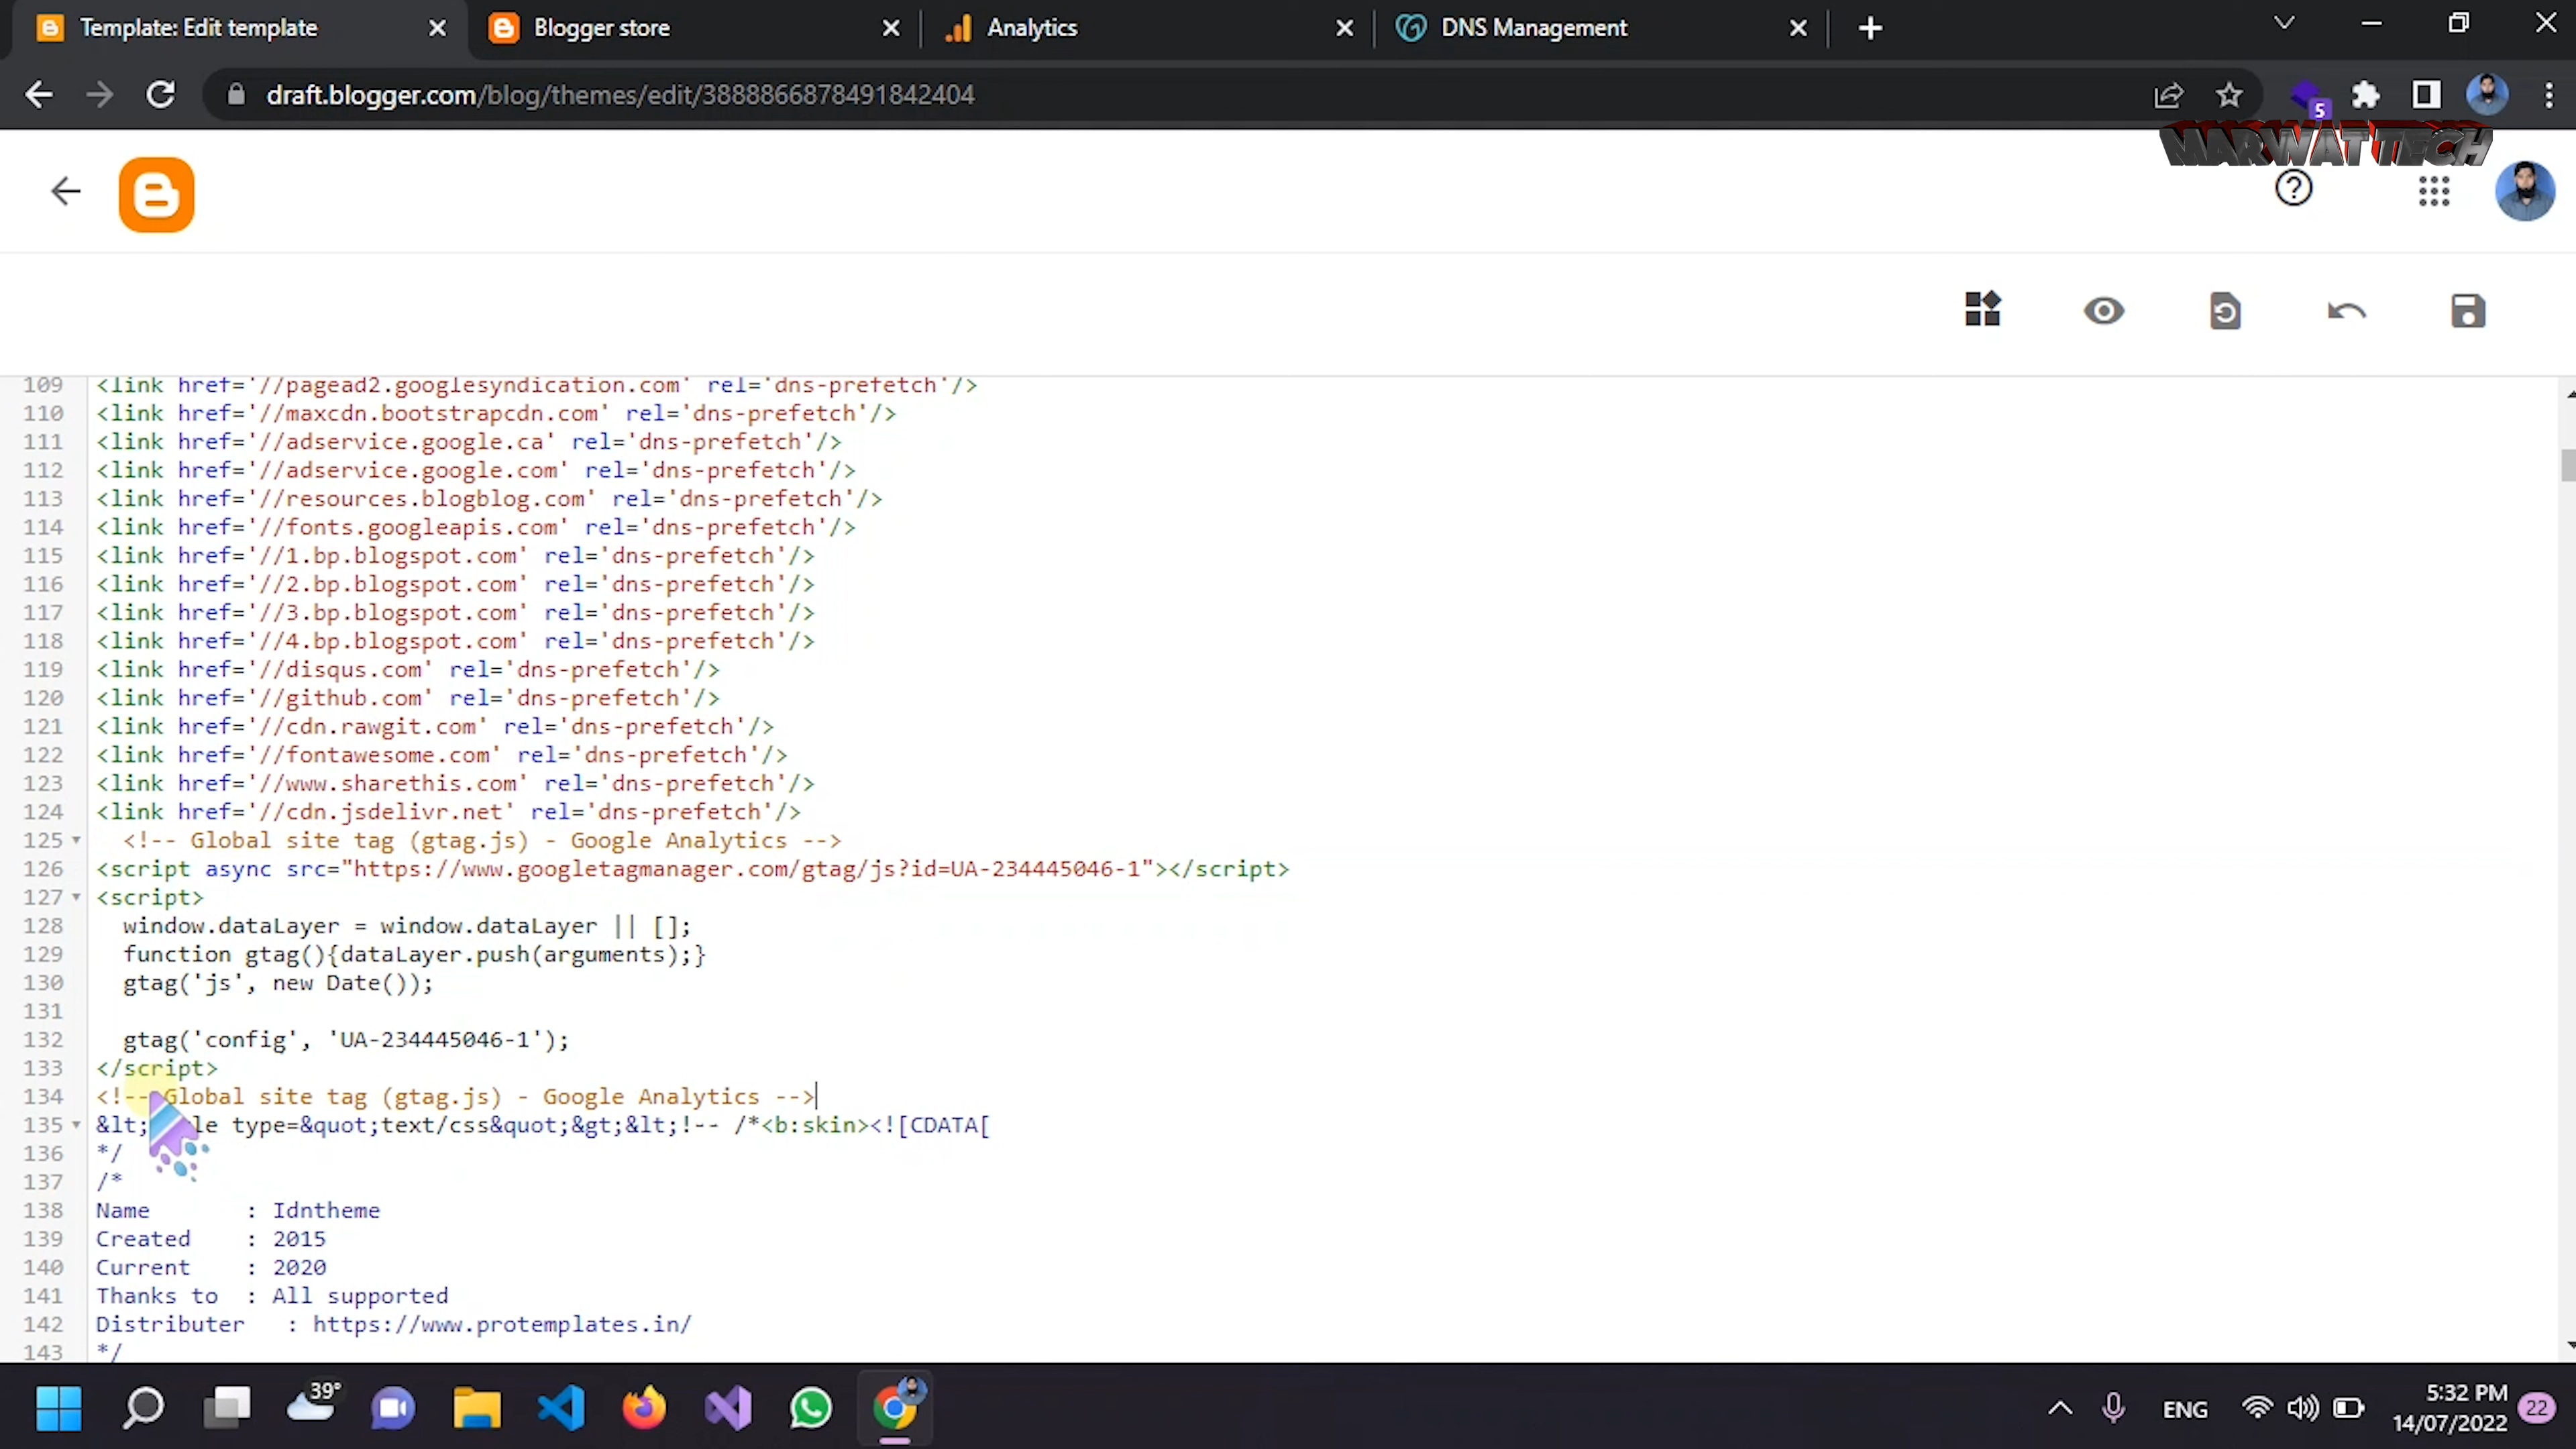 Template: Edit template
Blogger store
Analytics
DNS Management
draft.blogger.com/blog/themes/edit/3888866878491842404
5
MARWAT TECH
109 <link href='//pagead2.googlesyndication.com' rel='dns-prefetch'/>
110 <link href='//maxcdn.bootstrapcdn.com' rel='dns-prefetch'/>
111 <link href='//adservice.google.ca' rel='dns-prefetch'/>
112 <link href='//adservice.google.com' rel='dns-prefetch'/>
113 <link href='//resources.blogblog.com' rel='dns-prefetch'/>
114 <link href='//fonts.googleapis.com' rel='dns-prefetch'/>
115 <link href='//1.bp.blogspot.com' rel='dns-prefetch'/>
116 <link href='//2.bp.blogspot.com' rel='dns-prefetch'/>
117 <link href='//3.bp.blogspot.com' rel='dns-prefetch'/>
118 <link href='//4.bp.blogspot.com' rel='dns-prefetch'/>
119 <link href='//disqus.com' rel='dns-prefetch'/>
120 <link href='//github.com' rel='dns-prefetch'/>
121 <link href='//cdn.rawgit.com' rel='dns-prefetch'/>
122 <link href='//fontawesome.com' rel='dns-prefetch'/>
123 <link href='//www.sharethis.com' rel='dns-prefetch'/>
124 <link href='//cdn.jsdelivr.net' rel='dns-prefetch'/>
125 <!-- Global site tag (gtag.js) - Google Analytics -->
126 <script async src="https://www.googletagmanager.com/gtag/js?id=UA-234445046-1"></script>
127 <script>
128 window.dataLayer = window.dataLayer || [];
129 function gtag(){dataLayer.push(arguments);}
130 gtag('js', new Date());
131
132 gtag('config', 'UA-234445046-1');
133 </script>
134 <!-- Global site tag (gtag.js) - Google Analytics -->
135 &lt; le type=&quot;text/css&quot;&gt;&lt;!-- /*<b:skin><![CDATA[
136 */
137 /*
138 Name : Idntheme
139 Created : 2015
140 Current : 2020
141 Thanks to : All supported
142 Distributer : https://www.protemplates.in/
143 */
39°
ENG
5:32 PM
14/07/2022
22